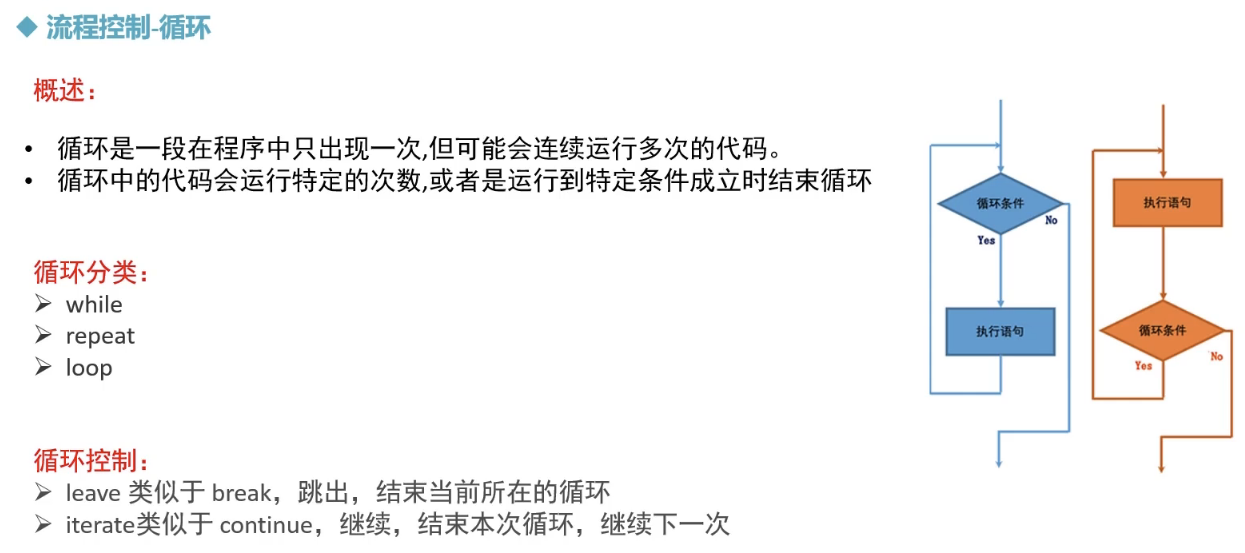 流程控制-循环
概述：
• 循环是一段在程序中只出现一次,但可能会连续运行多次的代码。
• 循环中的代码会运行特定的次数,或者是运行到特定条件成立时结束循环
循环分类：
➢ while
➢ repeat
➢ loop
循环控制：
➢ leave 类似于 break，跳出，结束当前所在的循环
➢ iterate类似于 continue，继续，结束本次循环，继续下一次
循环条件
No
Yes
执行语句
执行语句
循环条件
Yes
No